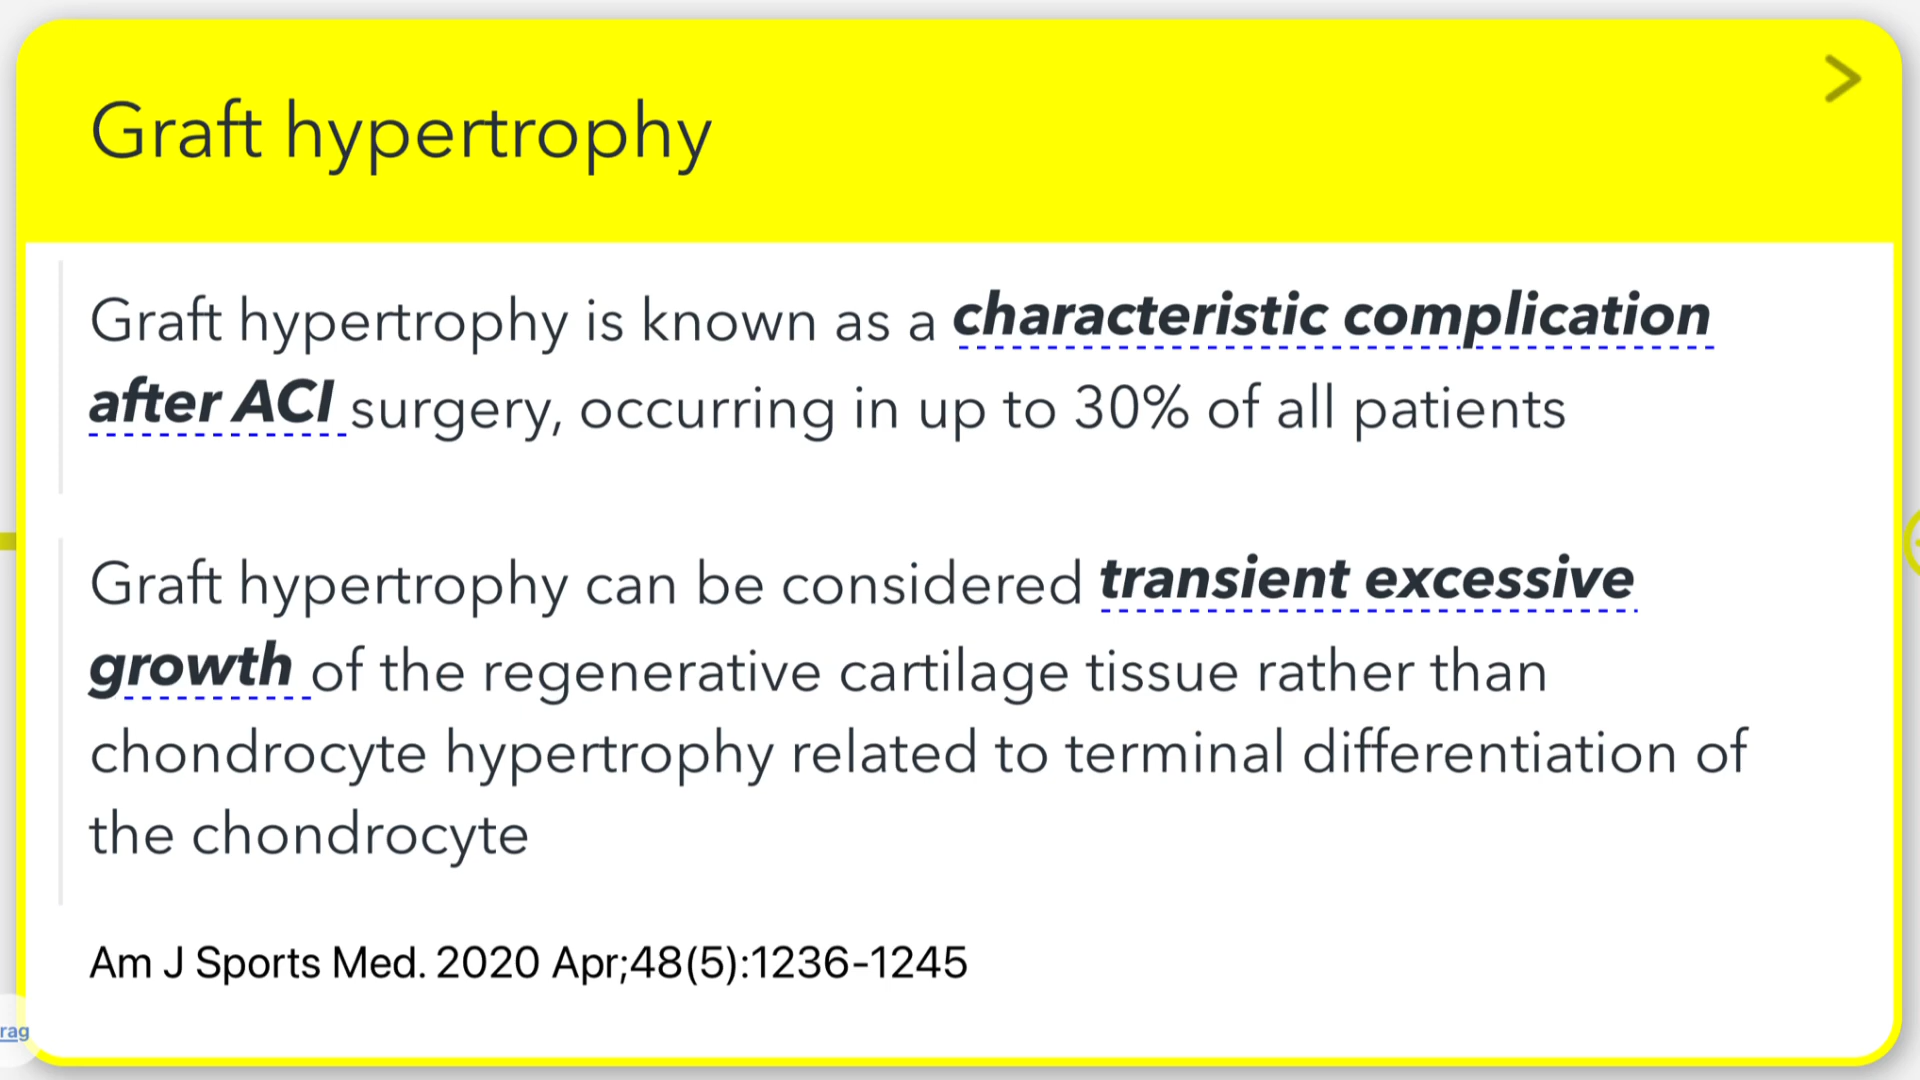 Graft hypertrophy
Graft hypertrophy is known as a characteristic complication
after ACI surgery, occurring in up to 30% of all patients
Graft hypertrophy can be considered transient excessive
growth of the regenerative cartilage tissue rather than
chondrocyte hypertrophy related to terminal differentiation of
the chondrocyte
Am J Sports Med. 2020 Apr;48(5):1236-1245
rag